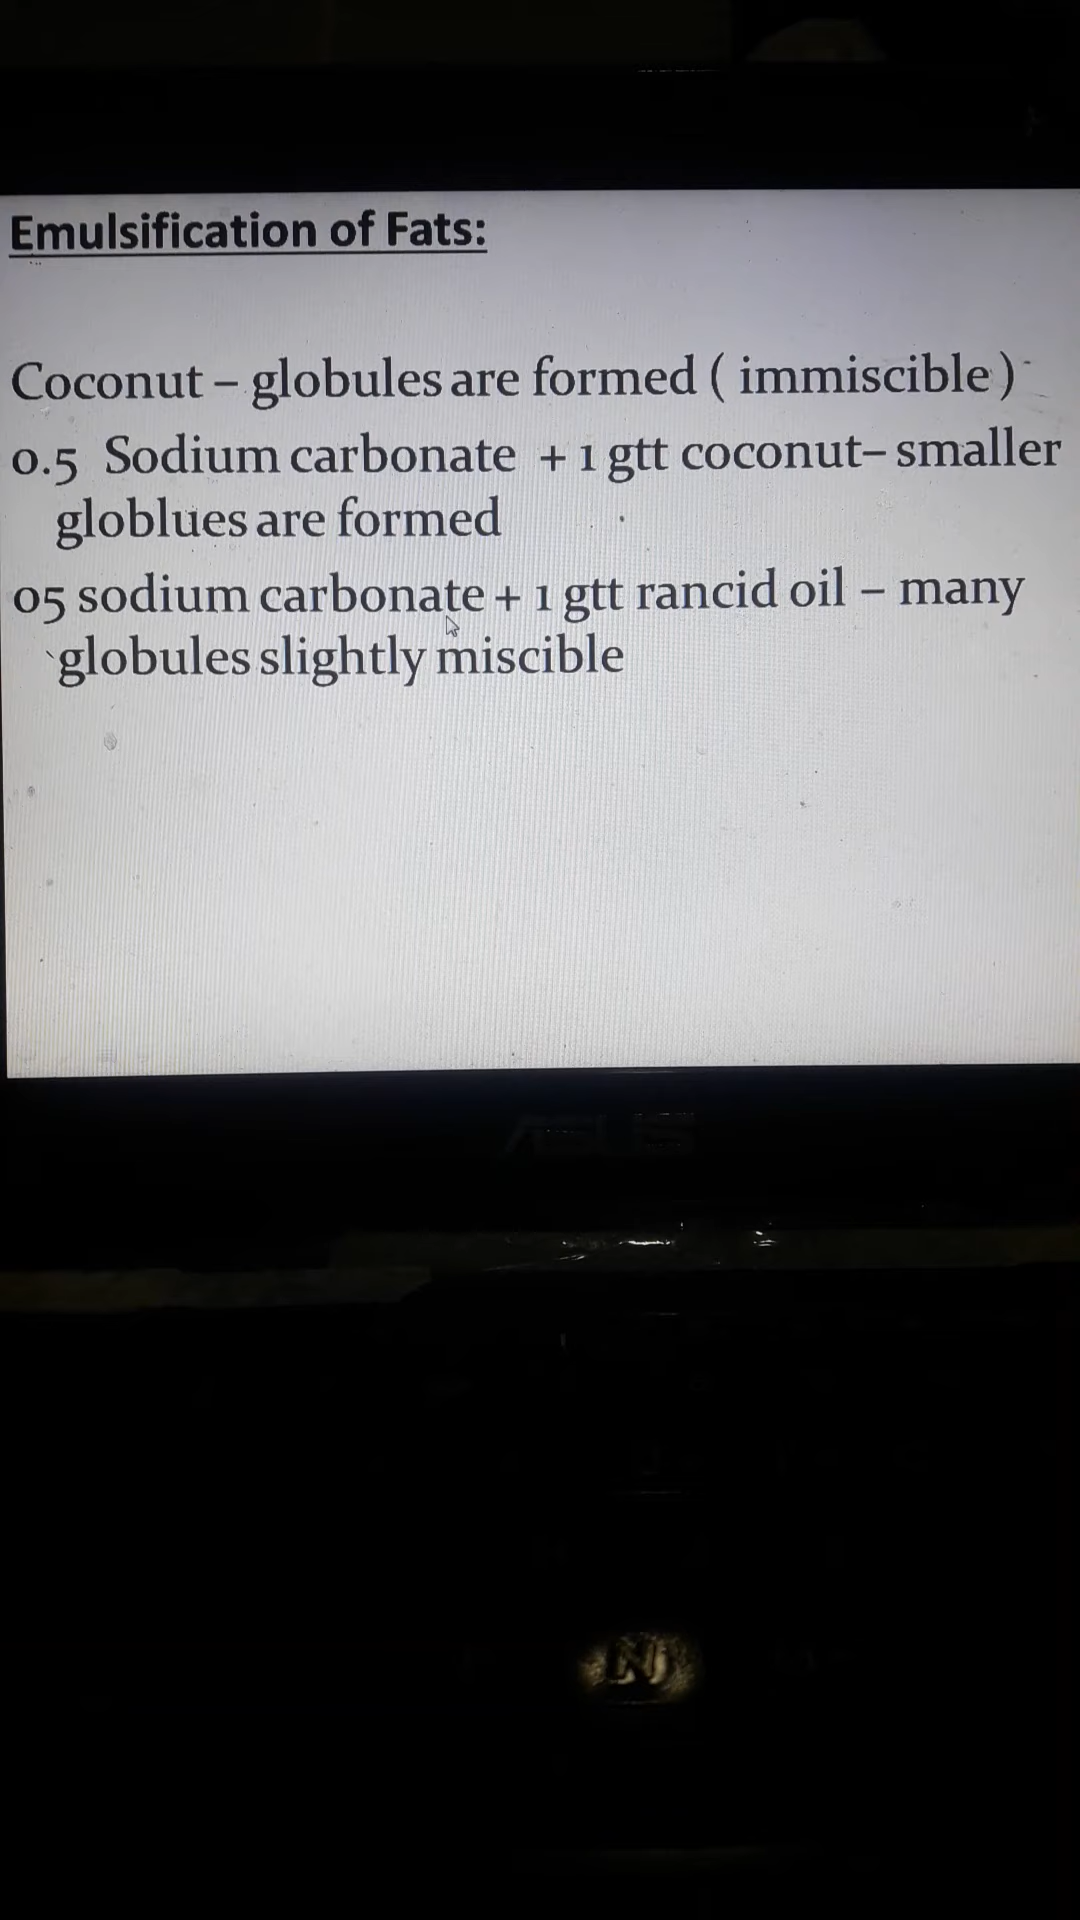 Emulsification of Fats:
Coconut – globules are formed ( immiscible )
0.5 Sodium carbonate + 1 gtt coconut– smaller
globlues are formed
05 sodium carbonate + 1 gtt rancid oil – many
globules slightly miscible
ASUS
N